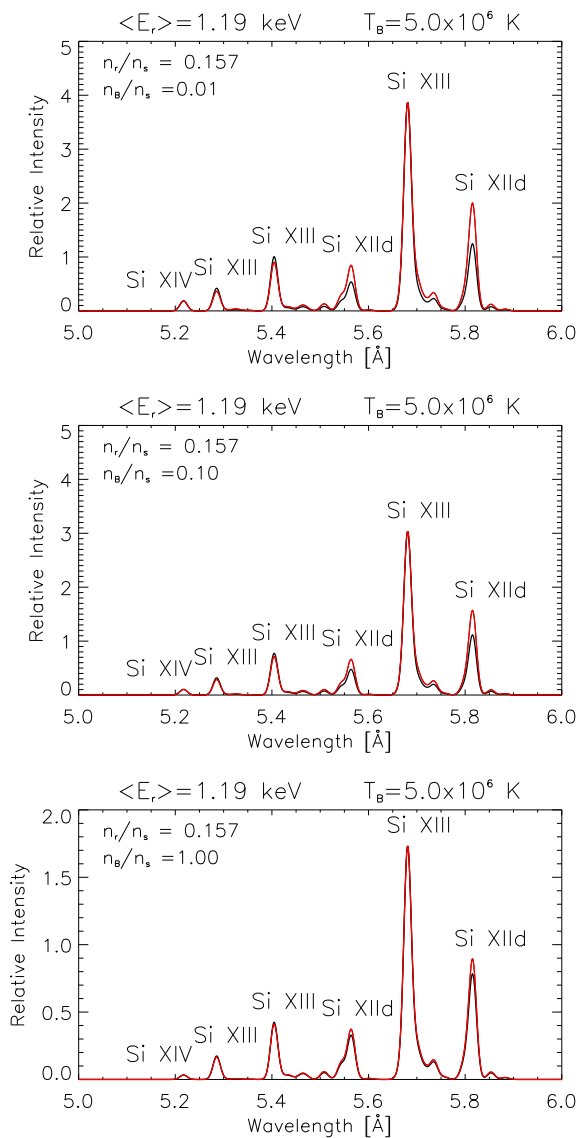 <E_r>=1.19 keV T_B=5.0x10⁶ K
n_r/n_s = 0.157
n_B/n_s =0.01
Si XIII
Si XIId
Si XIII
Si XIId
Si XIII
Si XIV
Relative Intensity
5
4
3
2
1
0
5.0 5.2 5.4 5.6 5.8 6.0
Wavelength [Å]
<E_r>=1.19 keV T_B=5.0x10⁶ K
n_r/n_s = 0.157
n_B/n_s =0.10
Si XIII
Si XIId
Si XIII
Si XIId
Si XIII
Si XIV
Relative Intensity
5
4
3
2
1
0
5.0 5.2 5.4 5.6 5.8 6.0
Wavelength [Å]
<E_r>=1.19 keV T_B=5.0x10⁶ K
n_r/n_s = 0.157
n_B/n_s =1.00
Si XIII
Si XIId
Si XIII
Si XIId
Si XIII
Si XIV
Relative Intensity
2.0
1.5
1.0
0.5
0.0
5.0 5.2 5.4 5.6 5.8 6.0
Wavelength [Å]